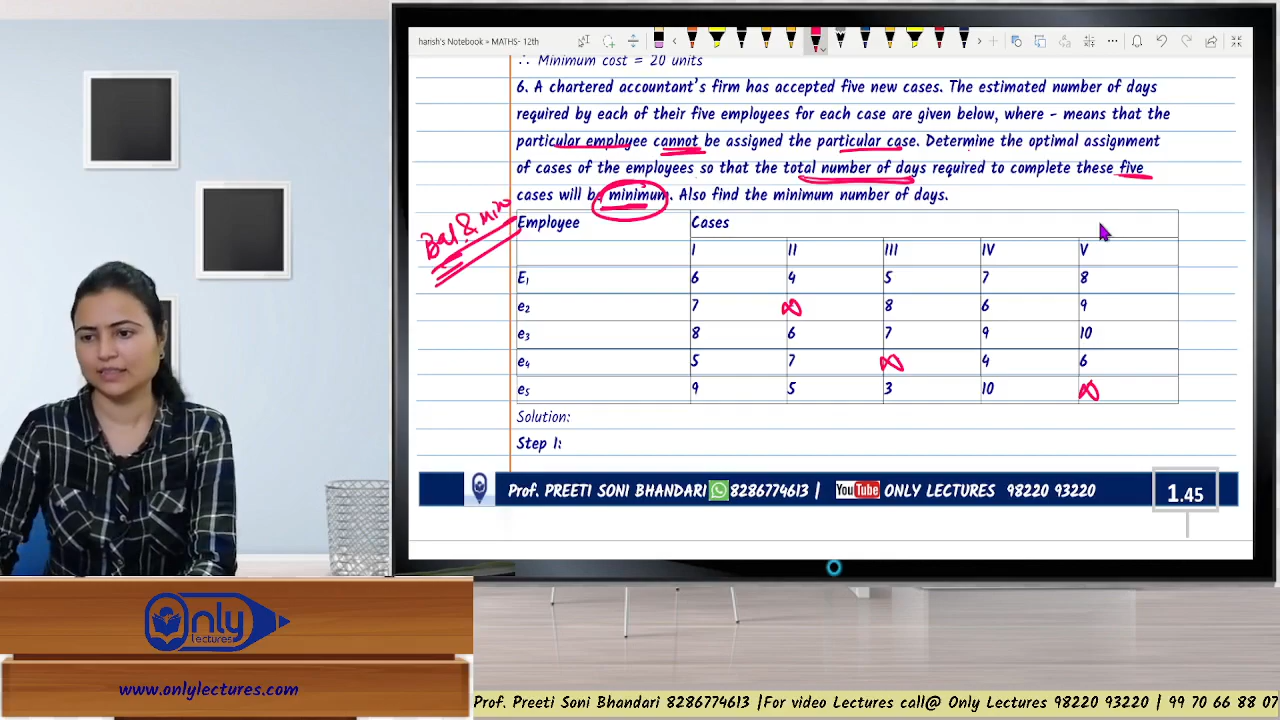 harish's Notebook » MATHS- 12th
∴ Minimum cost = 20 units
6. A chartered accountant's firm has accepted five new cases. The estimated number of days
required by each of their five employees for each case are given below, where - means that the
particular employee cannot be assigned the particular case. Determine the optimal assignment
of cases of the employees so that the total number of days required to complete these five
cases will be minimum. Also find the minimum number of days.
Bal & min
Employee Cases
I II III IV V
E₁ 6 4 5 7 8
e₂ 7 ∞ 8 6 9
e₃ 8 6 7 9 10
e₄ 5 7 ∞ 4 6
e₅ 9 5 3 10 ∞
Solution:
Step 1:
Prof. PREETI SONI BHANDARI 8286774613 | YouTube ONLY LECTURES 98220 93220
1.45
Only
lectures
www.onlylectures.com
Prof. Preeti Soni Bhandari 8286774613 |For video Lectures call@ Only Lectures 98220 93220 | 99 70 66 88 07